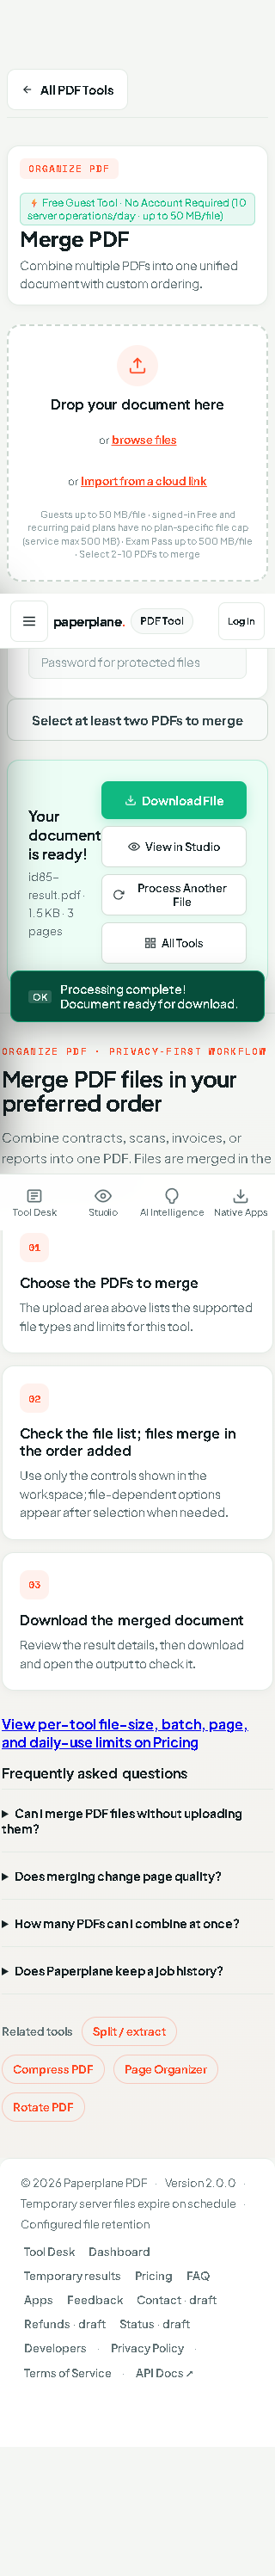 ← All PDF Tools
ORGANIZE PDF
Free Guest Tool · No Account Required (10
server operations/day · up to 50 MB/file)
Merge PDF
Combine multiple PDFs into one unified
document with custom ordering.
Drop your document here
or browse files
or Import from a cloud link
Guests up to 50 MB/file · signed-in Free and
recurring paid plans have no plan-specific file cap
(service max 500 MB) · Exam Pass up to 500 MB/file
· Select 2-10 PDFs to merge
paperplane.
PDF Tool
Log in
Password for protected files
Select at least two PDFs to merge
Your
document
is ready!
id85-
result.pdf ·
1.5 KB · 3
pages
Download File
View in Studio
Process Another
File
All Tools
OK
Processing complete!
Document ready for download.
ORGANIZE PDF · PRIVACY-FIRST WORKFLOW
Merge PDF files in your
preferred order
Combine contracts, scans, invoices, or
reports into one PDF. Files are merged in the
Tool Desk
Studio
AI Intelligence
Native Apps
01
Choose the PDFs to merge
The upload area above lists the supported
file types and limits for this tool.
02
Check the file list; files merge in
the order added
Use only the controls shown in the
workspace; file-dependent options
appear after selection when needed.
03
Download the merged document
Review the result details, then download
and open the output to check it.
View per-tool file-size, batch, page,
and daily-use limits on Pricing
Frequently asked questions
▶ Can I merge PDF files without uploading
them?
▶ Does merging change page quality?
▶ How many PDFs can I combine at once?
▶ Does Paperplane keep a job history?
Related tools
Split / extract
Compress PDF
Page Organizer
Rotate PDF
© 2026 Paperplane PDF · Version 2.0.0 ·
Temporary server files expire on schedule ·
Configured file retention
Tool Desk Dashboard
Temporary results Pricing FAQ
Apps Feedback Contact · draft
Refunds · draft Status · draft
Developers · Privacy Policy ·
Terms of Service · API Docs ↗